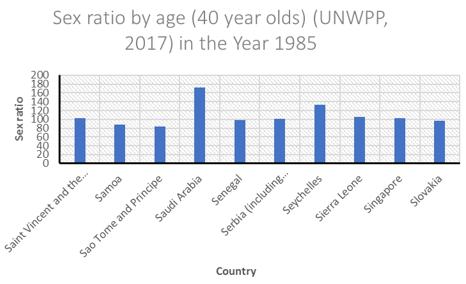 Sex ratio by age (40 year olds) (UNWPP,
2017) in the Year 1985
200
180
160
140
120
100
80
60
40
20
0
Sex ratio
Saint Vincent and the...
Samoa
Sao Tome and Principe
Saudi Arabia
Senegal
Serbia (including...
Seychelles
Sierra Leone
Singapore
Slovakia
Country